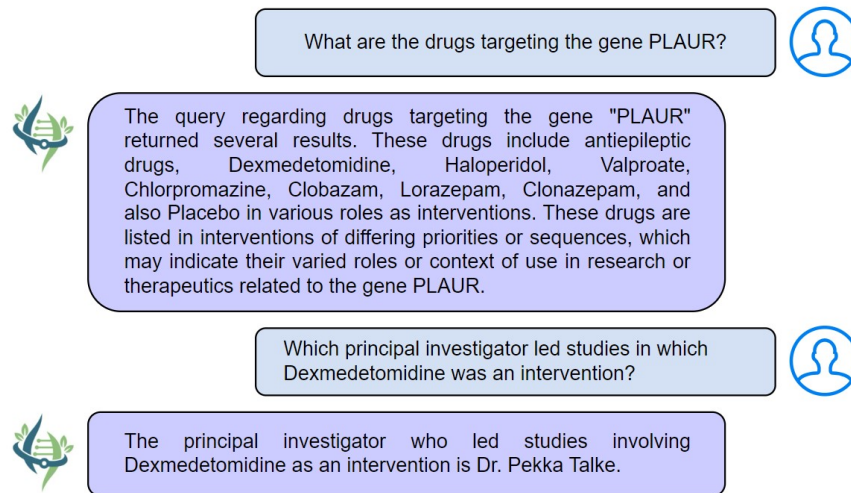 What are the drugs targeting the gene PLAUR?
The query regarding drugs targeting the gene "PLAUR"
returned several results. These drugs include antiepileptic
drugs, Dexmedetomidine, Haloperidol, Valproate,
Chlorpromazine, Clobazam, Lorazepam, Clonazepam, and
also Placebo in various roles as interventions. These drugs are
listed in interventions of differing priorities or sequences, which
may indicate their varied roles or context of use in research or
therapeutics related to the gene PLAUR.
Which principal investigator led studies in which
Dexmedetomidine was an intervention?
The principal investigator who led studies involving
Dexmedetomidine as an intervention is Dr. Pekka Talke.